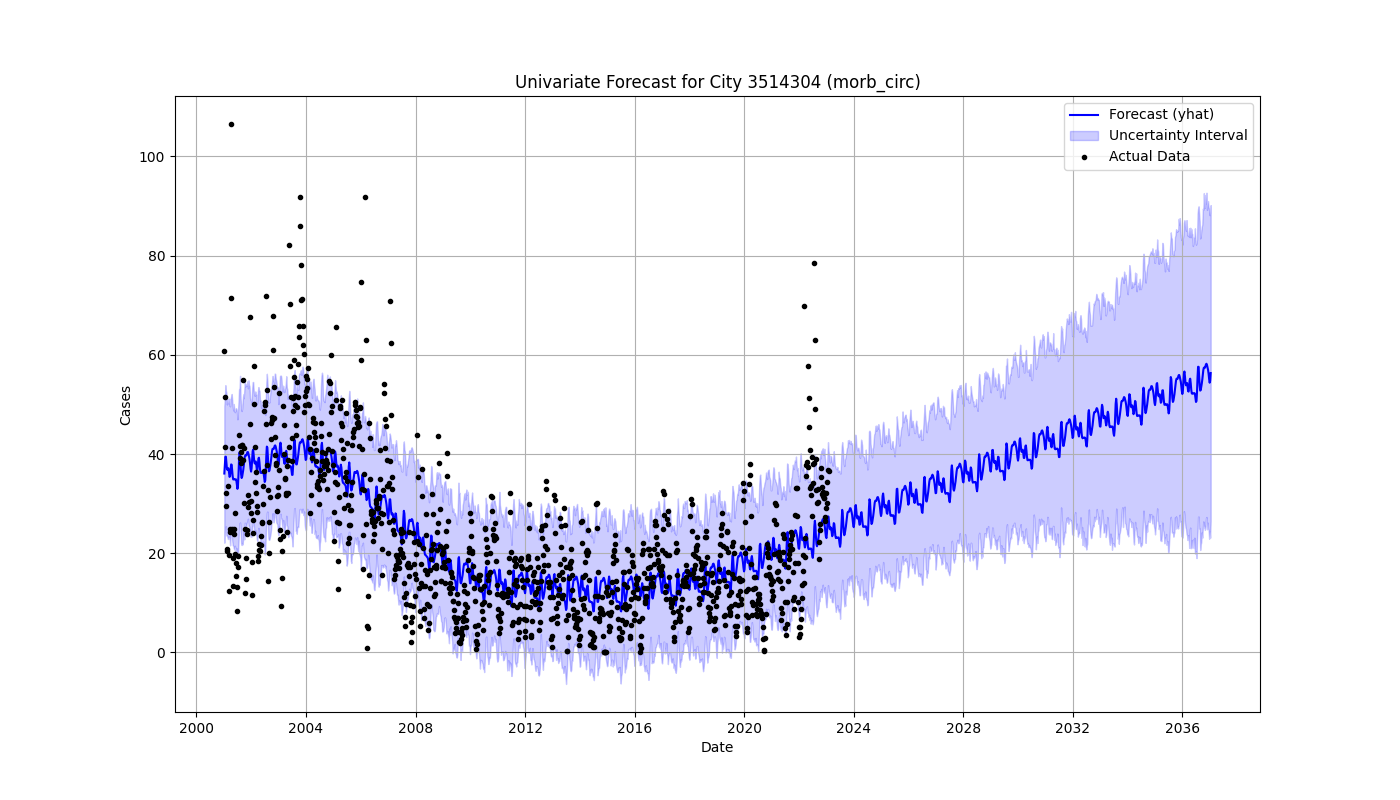 Univariate Forecast for City 3514304 (morb_circ)
Forecast (yhat)
Uncertainty Interval
Actual Data
100
80
60
40
20
0
Cases
2000 2004 2008 2012 2016 2020 2024 2028 2032 2036
Date